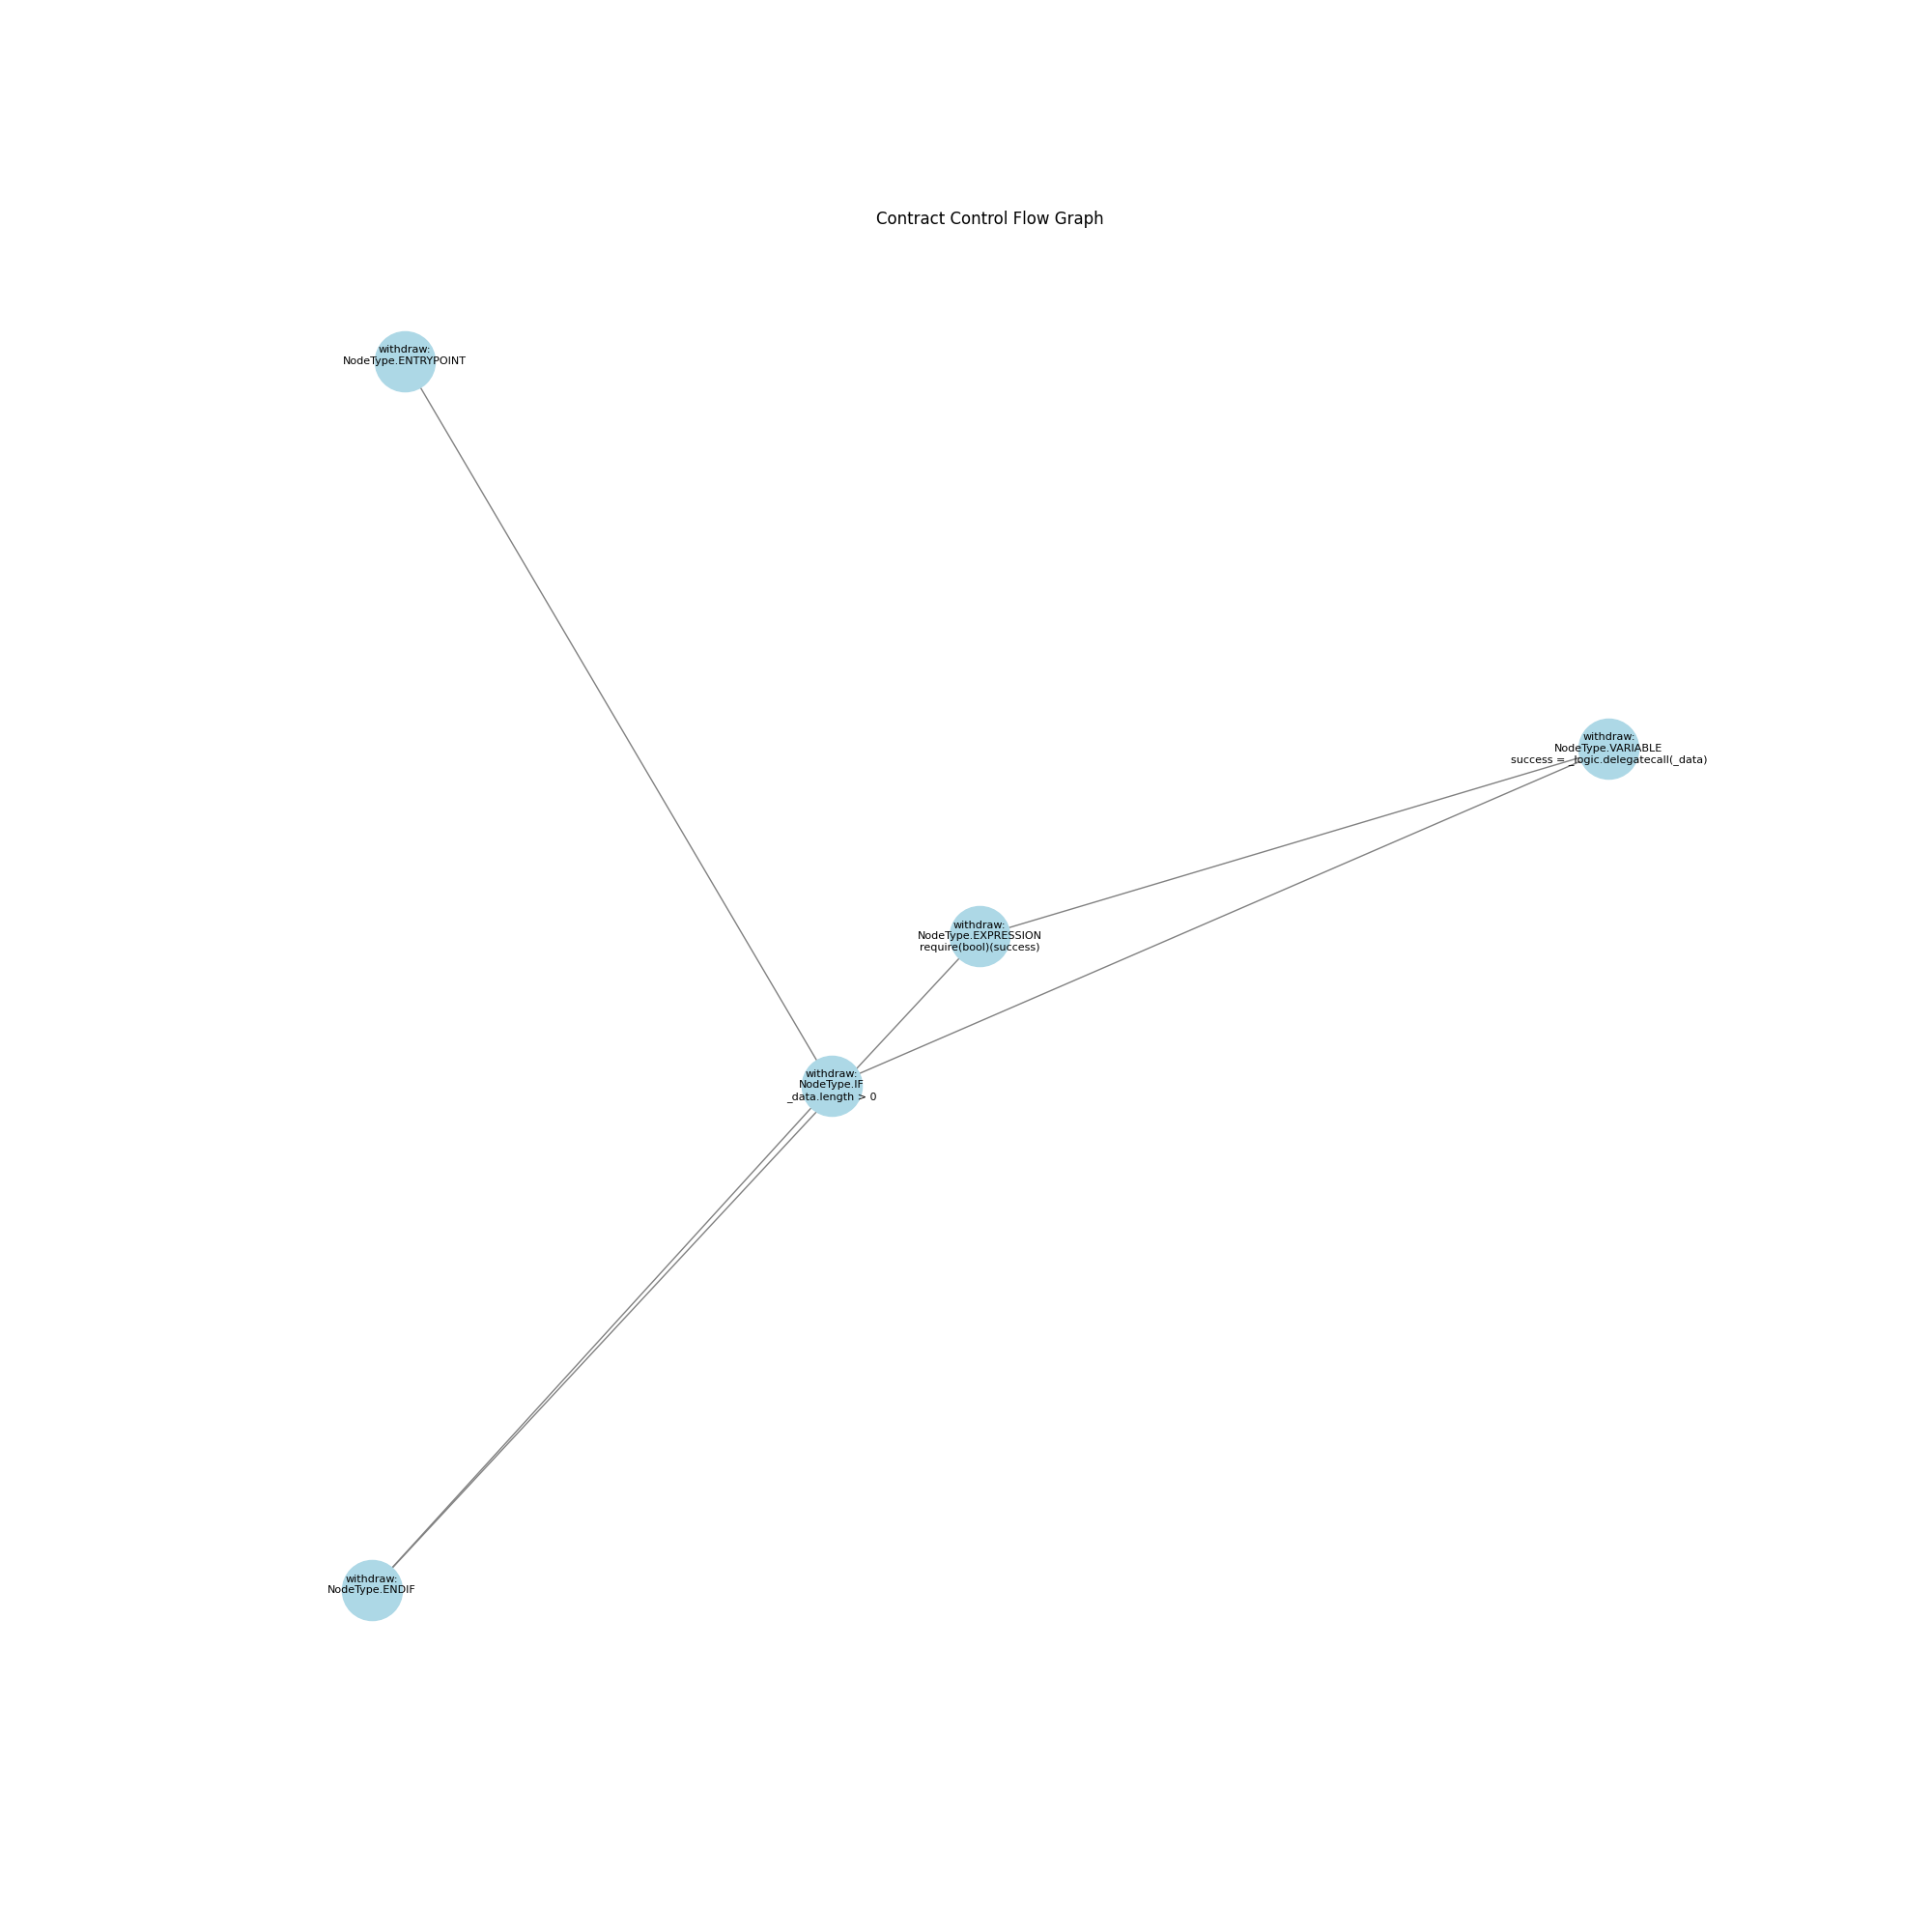 Contract Control Flow Graph
withdraw:
NodeType.ENTRYPOINT
withdraw:
NodeType.VARIABLE
success = _logic.delegatecall(_data)
withdraw:
NodeType.EXPRESSION
require(bool)(success)
withdraw:
NodeType.IF
_data.length > 0
withdraw:
NodeType.ENDIF